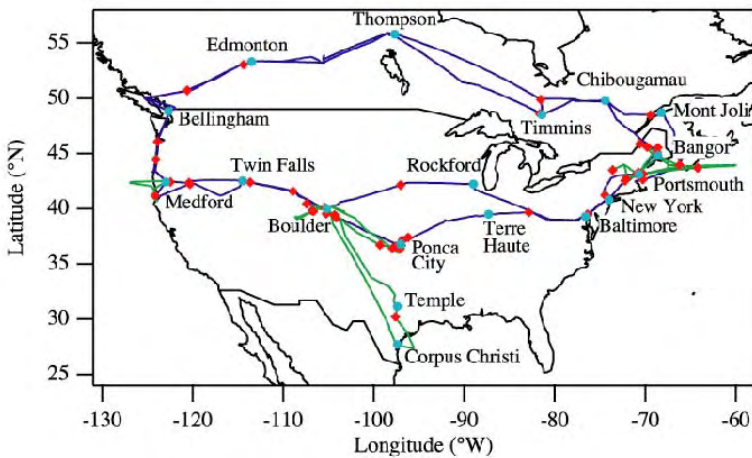 Thompson
55
Edmonton
Chibougamau
50
Bellingham
Timmins
Mont Joli
45
Bangor
Twin Falls
Rockford
Medford
Portsmouth
40
New York
Boulder
Terre
Haute
Baltimore
Ponca
City
35
Temple
30
Corpus Christi
25
Latitude (°N)
-130
-120
-110
-100
-90
-80
-70
-60
Longitude (°W)